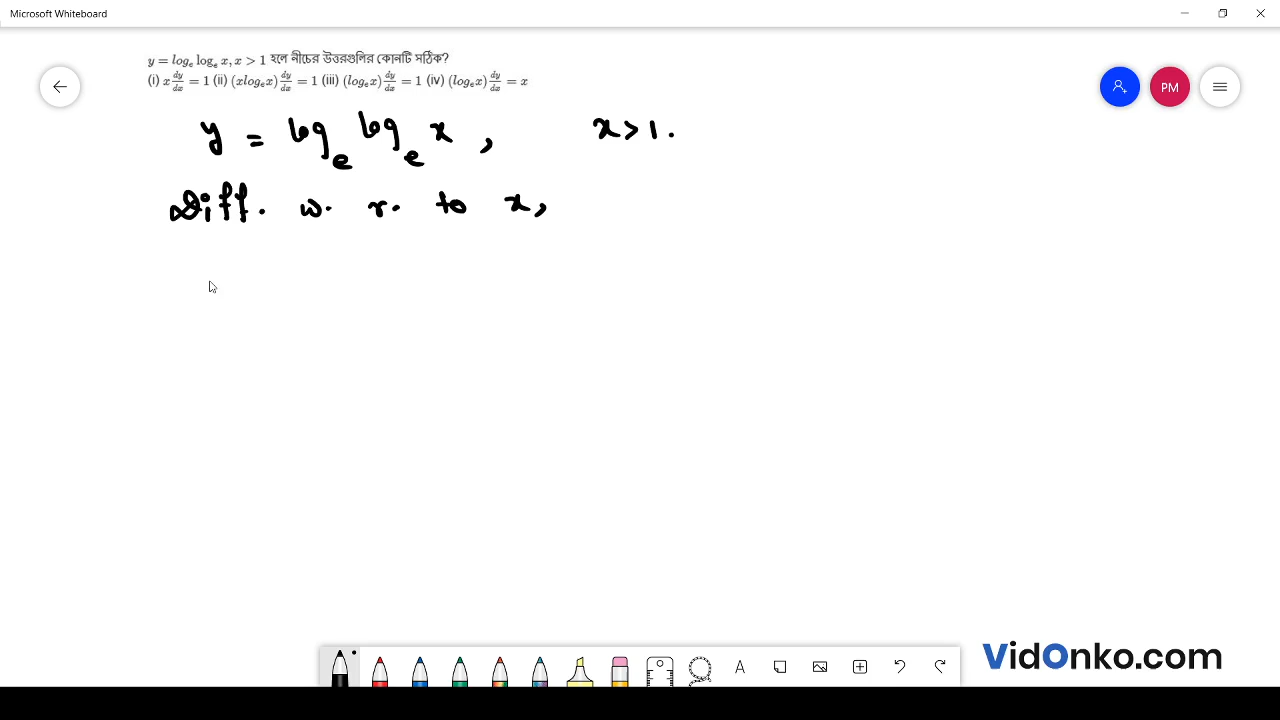 Microsoft Whiteboard
y = log_e log_e x, x > 1 হলে নীচের উত্তরগুলির কোনটি সঠিক?
(i) x dy/dx = 1 (ii) (xlog_e x) dy/dx = 1 (iii) (log_e x) dy/dx = 1 (iv) (log_e x) dy/dx = x
PM
y = log_e log_e x, x > 1.
Diff. w. r. to x,
A
VidOnko.com